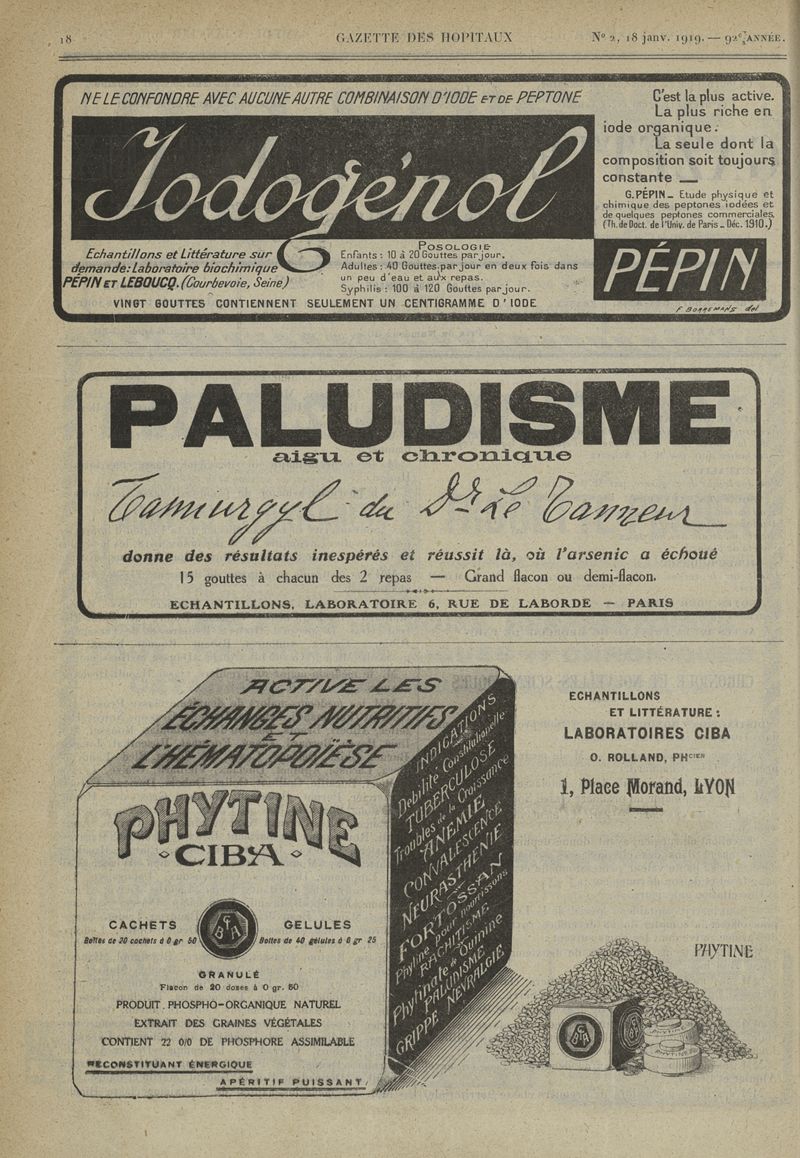 18 GAZETTE DES HOPITAUX N° 2, 18 janv. 1919. — 92e ANNÉE.
NE LE CONFONDRE AVEC AUCUNE AUTRE COMBINAISON D'IODE ET DE PEPTONE
Iodogénol
C'est la plus active.
La plus riche en
iode organique.
La seule dont la
composition soit toujours
constante —
G. PÉPIN _ Etude physique et
chimique des peptones iodées et
de quelques peptones commerciales.
(Th. de Doct. de l'Univ. de Paris _ Déc. 1910.)
PÉPIN
Echantillons et Littérature sur
demande: Laboratoire biochimique
PÉPIN ET LEBOUCQ. (Courbevoie, Seine)
POSOLOGIE
Enfants : 10 à 20 Gouttes par jour.
Adultes : 40 Gouttes par jour en deux fois dans
un peu d'eau et aux repas.
Syphilis : 100 à 120 Gouttes par jour.
VINGT GOUTTES CONTIENNENT SEULEMENT UN CENTIGRAMME D'IODE
F BORREMANS del
PALUDISME
aigu et chronique
Tamurgyl du Dr Le Tanneur
donne des résultats inespérés et réussit là, où l'arsenic a échoué
15 gouttes à chacun des 2 repas — Grand flacon ou demi-flacon.
ECHANTILLONS, LABORATOIRE 6, RUE DE LABORDE — PARIS
ACTIVE LES
ÉCHANGES NUTRITIFS
ET
L'HÉMATOPOÏÈSE
PHYTINE
CIBA
CACHETS
Boîtes de 20 cachets à 0 gr 50
CIBA
GELULES
Boîtes de 40 gélules à 0 gr 25
GRANULÉ
Flacon de 20 doses à 0 gr. 50
PRODUIT PHOSPHO-ORGANIQUE NATUREL
EXTRAIT DES GRAINES VÉGÉTALES
CONTIENT 22 0/0 DE PHOSPHORE ASSIMILABLE
RECONSTITUANT ÉNERGIQUE
APÉRITIF PUISSANT
INDICATIONS
Debilité Constitutionelle
TUBERCULOSE
Troubles de la Croissance
ANEMIE
CONVALESCENCE
NEURASTHÉNIE
FORTOSSAN
Phytine pour nourrissons
RACHITISME
Phytinate de Quinine
PALUDISME
GRIPPE NÉVRALGIE
ECHANTILLONS
ET LITTÉRATURE :
LABORATOIRES CIBA
O. ROLLAND, PHCIEN
1, Place Morand, LYON
PHYTINE
CIBA